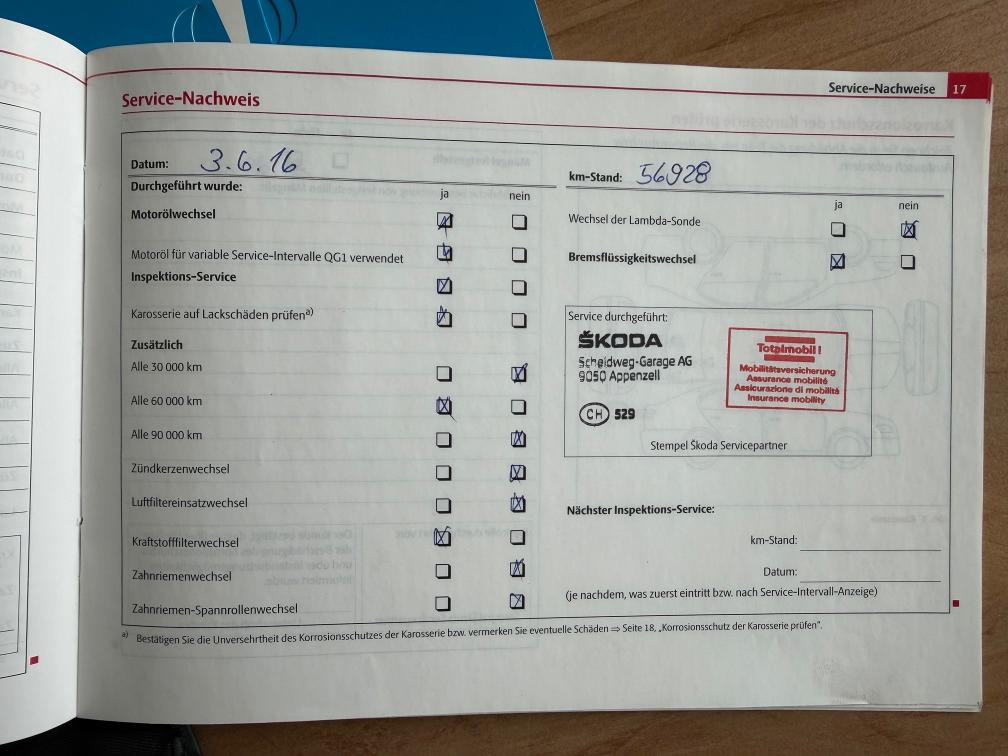 Service-Nachweise 17
Service-Nachweis
Datum: 3.6.16
Durchgeführt wurde: ja nein
Motorölwechsel
Motoröl für variable Service-Intervalle QG1 verwendet
Inspektions-Service
Karosserie auf Lackschäden prüfen a)
Zusätzlich
Alle 30 000 km
Alle 60 000 km
Alle 90 000 km
Zündkerzenwechsel
Luftfiltereinsatzwechsel
Kraftstofffilterwechsel
Zahnriemenwechsel
Zahnriemen-Spannrollenwechsel
km-Stand: 56928
ja nein
Wechsel der Lambda-Sonde
Bremsflüssigkeitswechsel
Service durchgeführt:
ŠKODA
Scheidweg-Garage AG
9050 Appenzell
CH 529
Totalmobil!
Mobilitätsversicherung
Assurance mobilité
Assicurazione di mobilità
Insurance mobility
Stempel Škoda Servicepartner
Nächster Inspektions-Service:
km-Stand:
Datum:
(je nachdem, was zuerst eintritt bzw. nach Service-Intervall-Anzeige)
a) Bestätigen Sie die Unversehrtheit des Korrosionsschutzes der Karosserie bzw. vermerken Sie eventuelle Schäden ⇒ Seite 18, „Korrosionsschutz der Karosserie prüfen“.